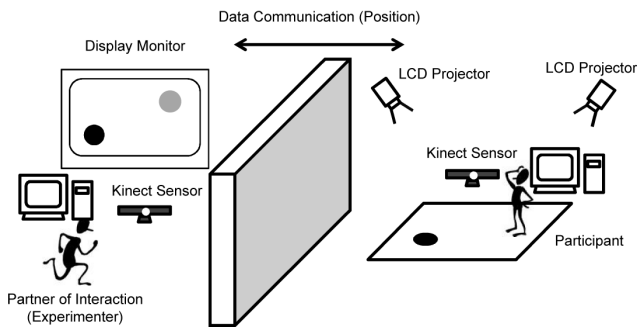 Data Communication (Position)
Display Monitor
LCD Projector
LCD Projector
Kinect Sensor
Kinect Sensor
Participant
Partner of Interaction
(Experimenter)